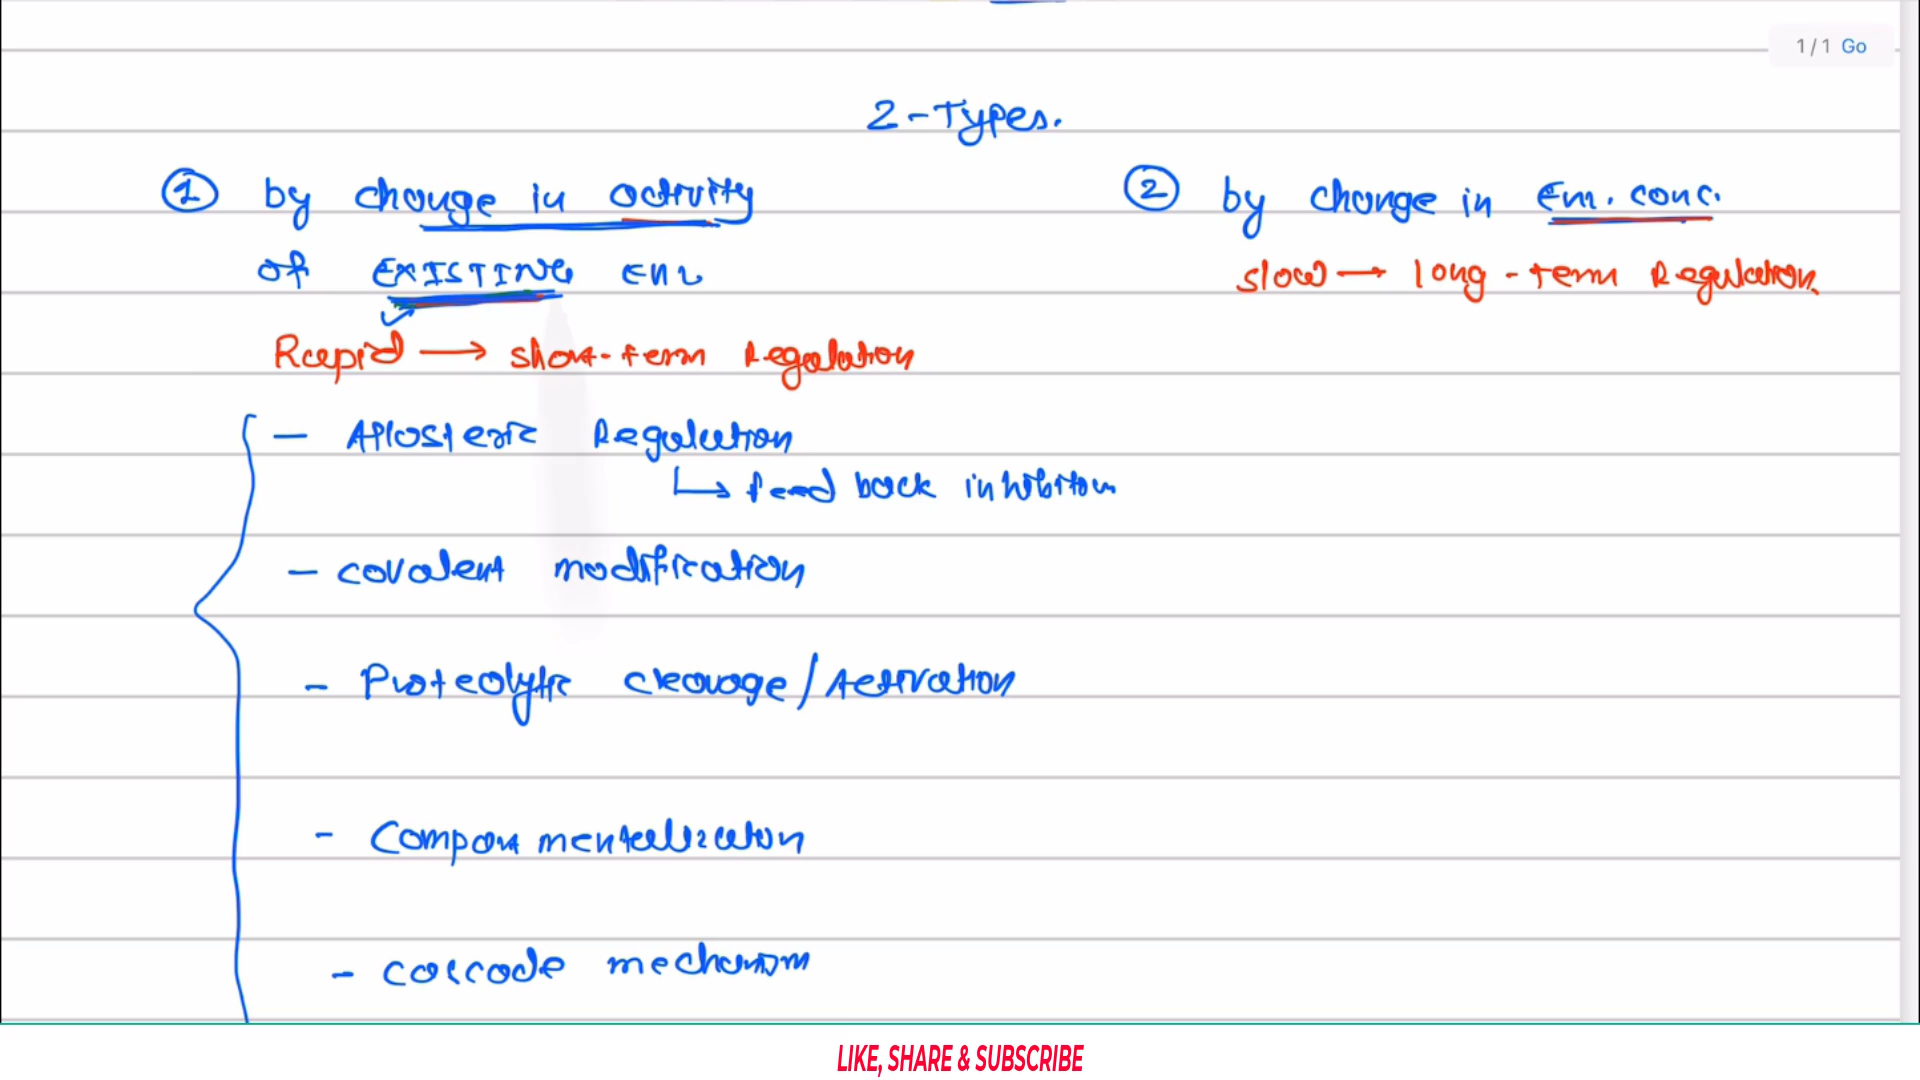 1/1 Go
2-Types.
① by change in activity
of EXISTING Enz
Rapid → short-term Regulation
② by change in Enz. conc.
slow → long-term Regulation.
- Allosteric Regulation
↳ feed back inhibition
- covalent modification
- Proteolytic cleavage/Activation
- Compartmentallization
- cascade mechanism
LIKE, SHARE & SUBSCRIBE